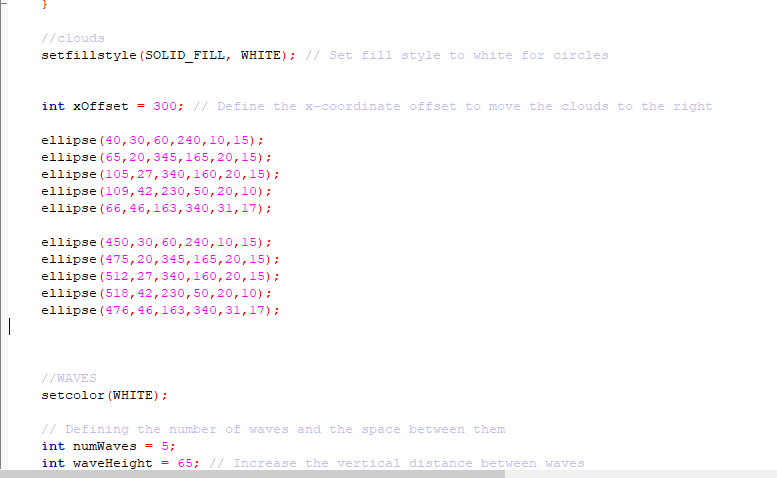 }
//clouds
setfillstyle(SOLID_FILL, WHITE); // Set fill style to white for circles
int xOffset = 300; // Define the x-coordinate offset to move the clouds to the right
ellipse(40,30,60,240,10,15);
ellipse(65,20,345,165,20,15);
ellipse(105,27,340,160,20,15);
ellipse(109,42,230,50,20,10);
ellipse(66,46,163,340,31,17);
ellipse(450,30,60,240,10,15);
ellipse(475,20,345,165,20,15);
ellipse(512,27,340,160,20,15);
ellipse(518,42,230,50,20,10);
ellipse(476,46,163,340,31,17);
//WAVES
setcolor(WHITE);
// Defining the number of waves and the space between them
int numWaves = 5;
int waveHeight = 65; // Increase the vertical distance between waves